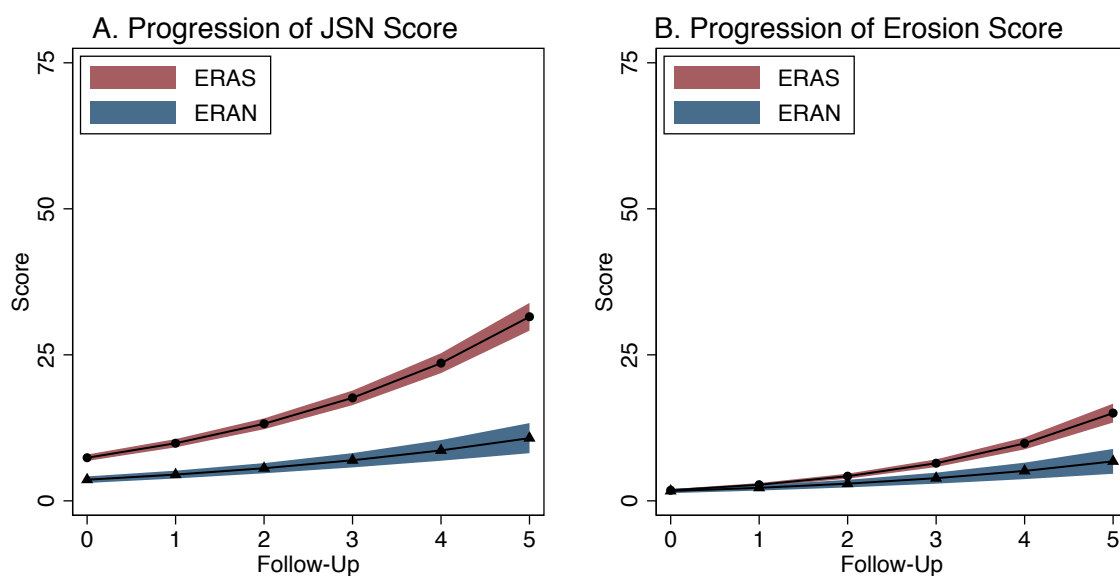 A. Progression of JSN Score
75
50
25
0
Score
ERAS
ERAN
0 1 2 3 4 5
Follow-Up
B. Progression of Erosion Score
75
50
25
0
Score
ERAS
ERAN
0 1 2 3 4 5
Follow-Up